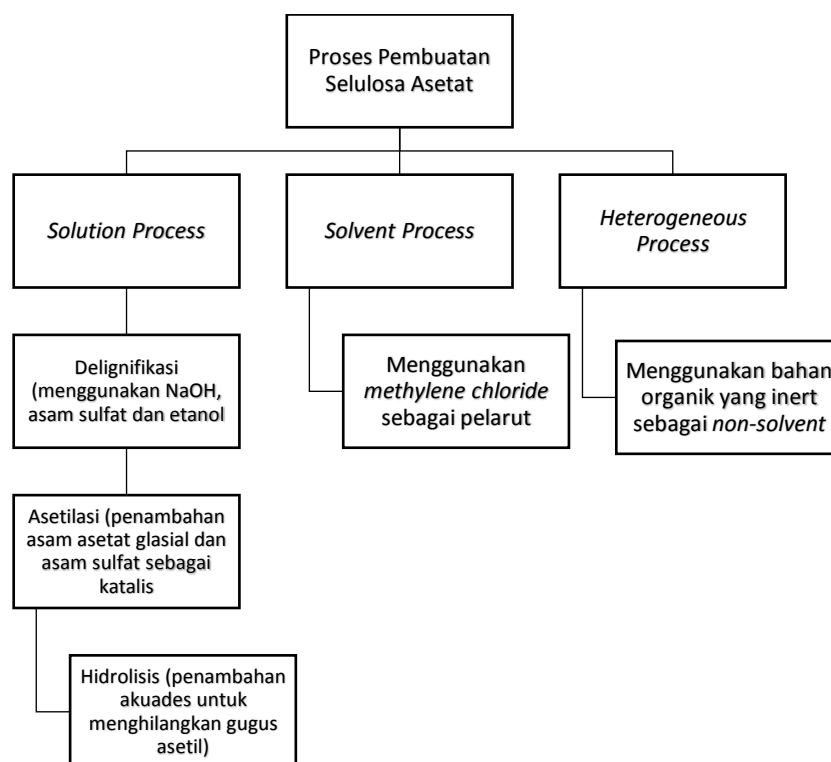 Proses Pembuatan
Selulosa Asetat
Solution Process
Solvent Process
Heterogeneous
Process
Delignifikasi
(menggunakan NaOH,
asam sulfat dan etanol
Menggunakan
methylene chloride
sebagai pelarut
Menggunakan bahan
organik yang inert
sebagai non-solvent
Asetilasi (penambahan
asam asetat glasial dan
asam sulfat sebagai
katalis
Hidrolisis (penambahan
akuades untuk
menghilangkan gugus
asetil)